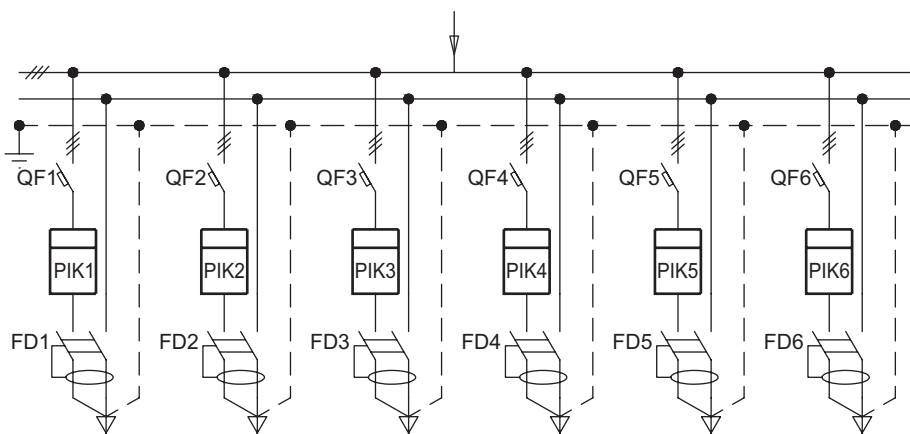 QF1 QF2 QF3 QF4 QF5 QF6
PIK1 PIK2 PIK3 PIK4 PIK5 PIK6
FD1 FD2 FD3 FD4 FD5 FD6